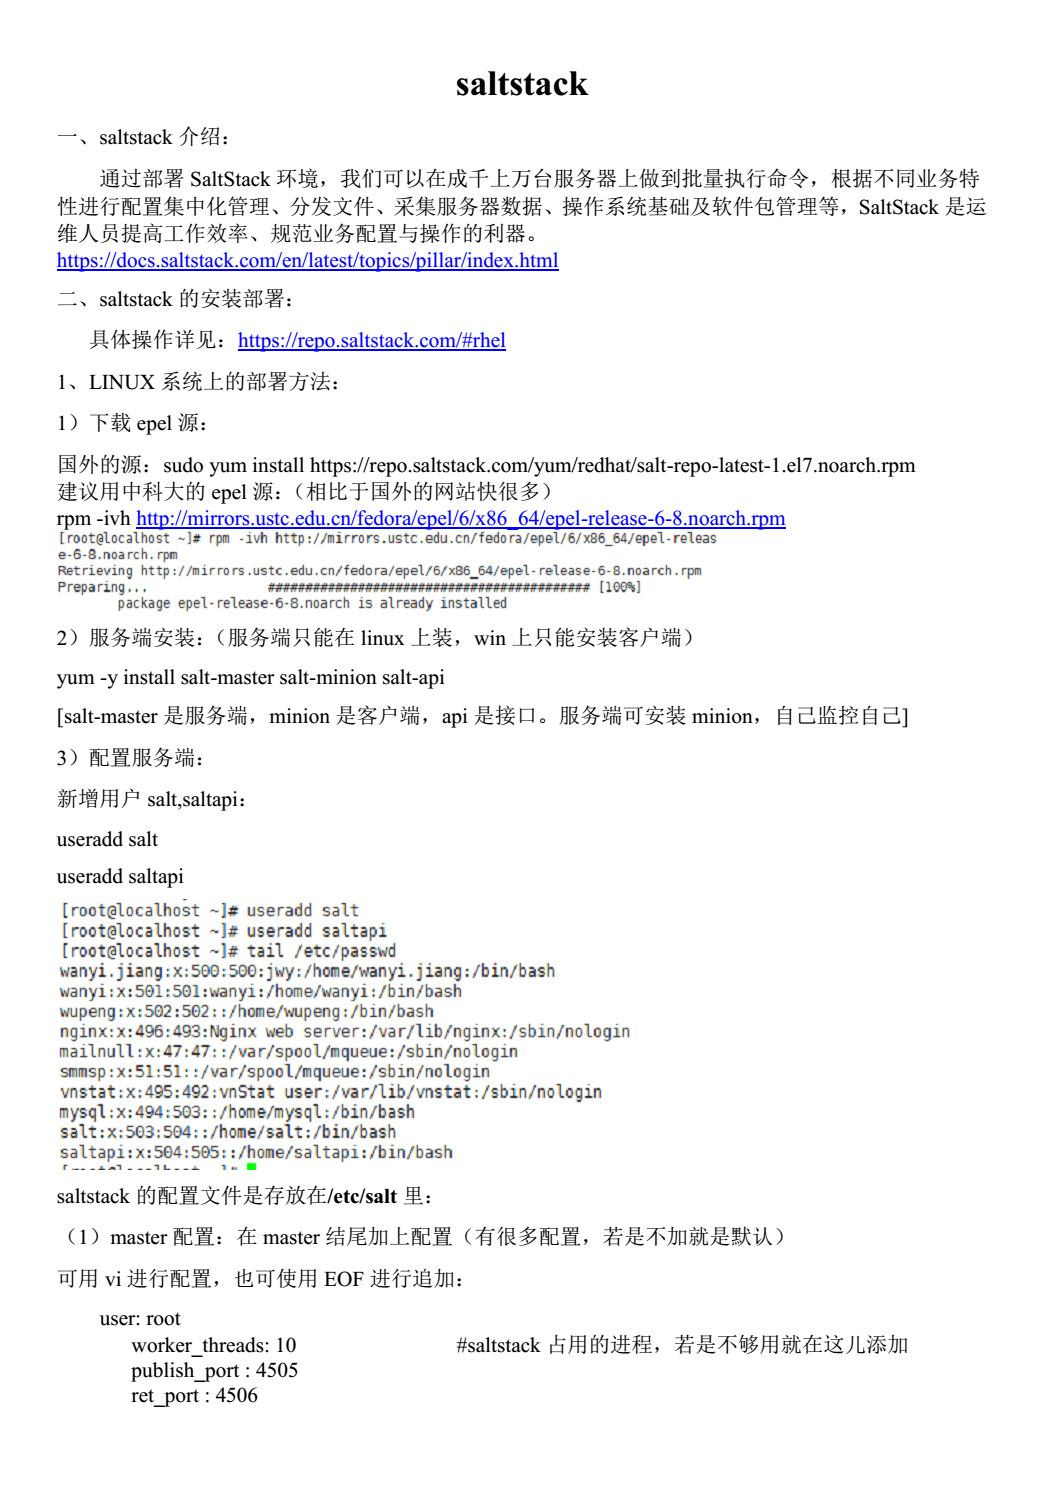 saltstack
一、saltstack 介绍：
通过部署 SaltStack 环境，我们可以在成千上万台服务器上做到批量执行命令，根据不同业务特
性进行配置集中化管理、分发文件、采集服务器数据、操作系统基础及软件包管理等，SaltStack 是运
维人员提高工作效率、规范业务配置与操作的利器。
https://docs.saltstack.com/en/latest/topics/pillar/index.html
二、saltstack 的安装部署：
具体操作详见：https://repo.saltstack.com/#rhel
1、LINUX 系统上的部署方法：
1）下载 epel 源：
国外的源：sudo yum install https://repo.saltstack.com/yum/redhat/salt-repo-latest-1.el7.noarch.rpm
建议用中科大的 epel 源：（相比于国外的网站快很多）
rpm -ivh http://mirrors.ustc.edu.cn/fedora/epel/6/x86_64/epel-release-6-8.noarch.rpm
[root@localhost ~]# rpm -ivh http://mirrors.ustc.edu.cn/fedora/epel/6/x86_64/epel-releas
e-6-8.noarch.rpm
Retrieving http://mirrors.ustc.edu.cn/fedora/epel/6/x86_64/epel-release-6-8.noarch.rpm
Preparing... ########################################### [100%]
package epel-release-6-8.noarch is already installed
2）服务端安装：（服务端只能在 linux 上装，win 上只能安装客户端）
yum -y install salt-master salt-minion salt-api
[salt-master 是服务端，minion 是客户端，api 是接口。服务端可安装 minion，自己监控自己]
3）配置服务端：
新增用户 salt,saltapi：
useradd salt
useradd saltapi
[root@localhost ~]# useradd salt
[root@localhost ~]# useradd saltapi
[root@localhost ~]# tail /etc/passwd
wanyi.jiang:x:500:500:jwy:/home/wanyi.jiang:/bin/bash
wanyi:x:501:501:wanyi:/home/wanyi:/bin/bash
wupeng:x:502:502::/home/wupeng:/bin/bash
nginx:x:496:493:Nginx web server:/var/lib/nginx:/sbin/nologin
mailnull:x:47:47::/var/spool/mqueue:/sbin/nologin
smmsp:x:51:51::/var/spool/mqueue:/sbin/nologin
vnstat:x:495:492:vnStat user:/var/lib/vnstat:/sbin/nologin
mysql:x:494:503::/home/mysql:/bin/bash
salt:x:503:504::/home/salt:/bin/bash
saltapi:x:504:505::/home/saltapi:/bin/bash
saltstack 的配置文件是存放在/etc/salt 里：
（1）master 配置：在 master 结尾加上配置（有很多配置，若是不加就是默认）
可用 vi 进行配置，也可使用 EOF 进行追加：
user: root
worker_threads: 10 #saltstack 占用的进程，若是不够用就在这儿添加
publish_port : 4505
ret_port : 4506